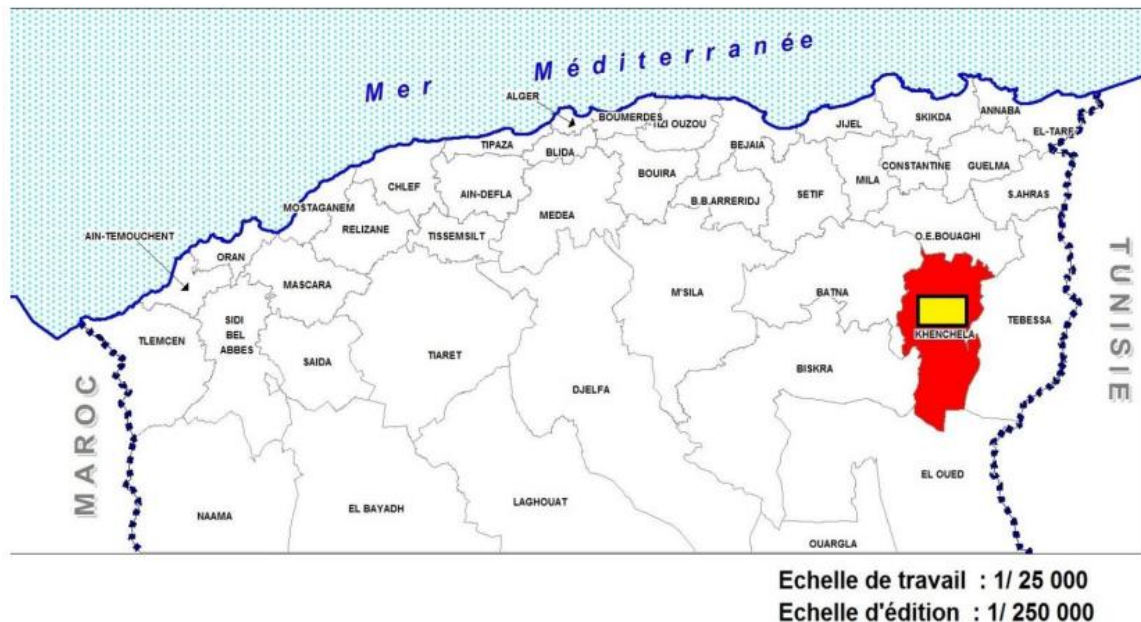 Mer Méditerranée
ALGER
BOUMERDES
TIZI OUZOU
TIPAZA
BLIDA
BEJAIA
JIJEL
SKIKDA
ANNABA
EL-TARF
CHLEF
AIN-DEFLA
BOUIRA
MILA
CONSTANTINE
GUELMA
MOSTAGANEM
RELIZANE
TISSEMSILT
MEDEA
B.B.ARRERIDJ
SETIF
S.AHRAS
AIN-TEMOUCHENT
ORAN
MASCARA
O.E.BOUAGHI
TLEMCEN
SIDI
BEL
ABBES
SAIDA
TIARET
M'SILA
BATNA
KHENCHELA
TEBESSA
DJELFA
BISKRA
MAROC
TUNISIE
NAAMA
EL BAYADH
LAGHOUAT
EL OUED
OUARGLA
Echelle de travail : 1/ 25 000
Echelle d'édition : 1/ 250 000